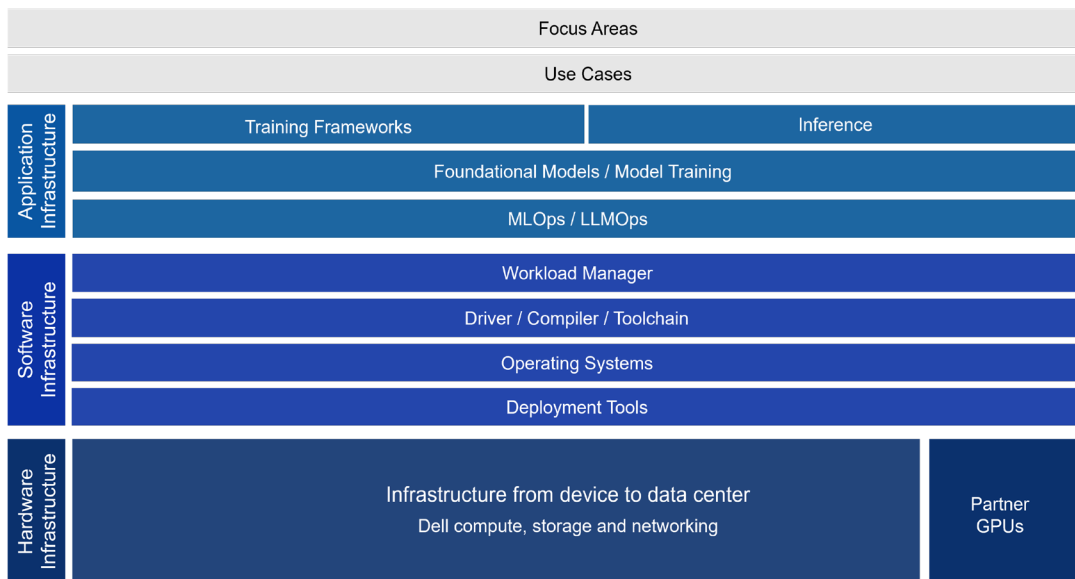 Focus Areas
Use Cases
Application
Infrastructure
Training Frameworks
Inference
Foundational Models / Model Training
MLOps / LLMOps
Software
Infrastructure
Workload Manager
Driver / Compiler / Toolchain
Operating Systems
Deployment Tools
Hardware
Infrastructure
Infrastructure from device to data center
Dell compute, storage and networking
Partner
GPUs